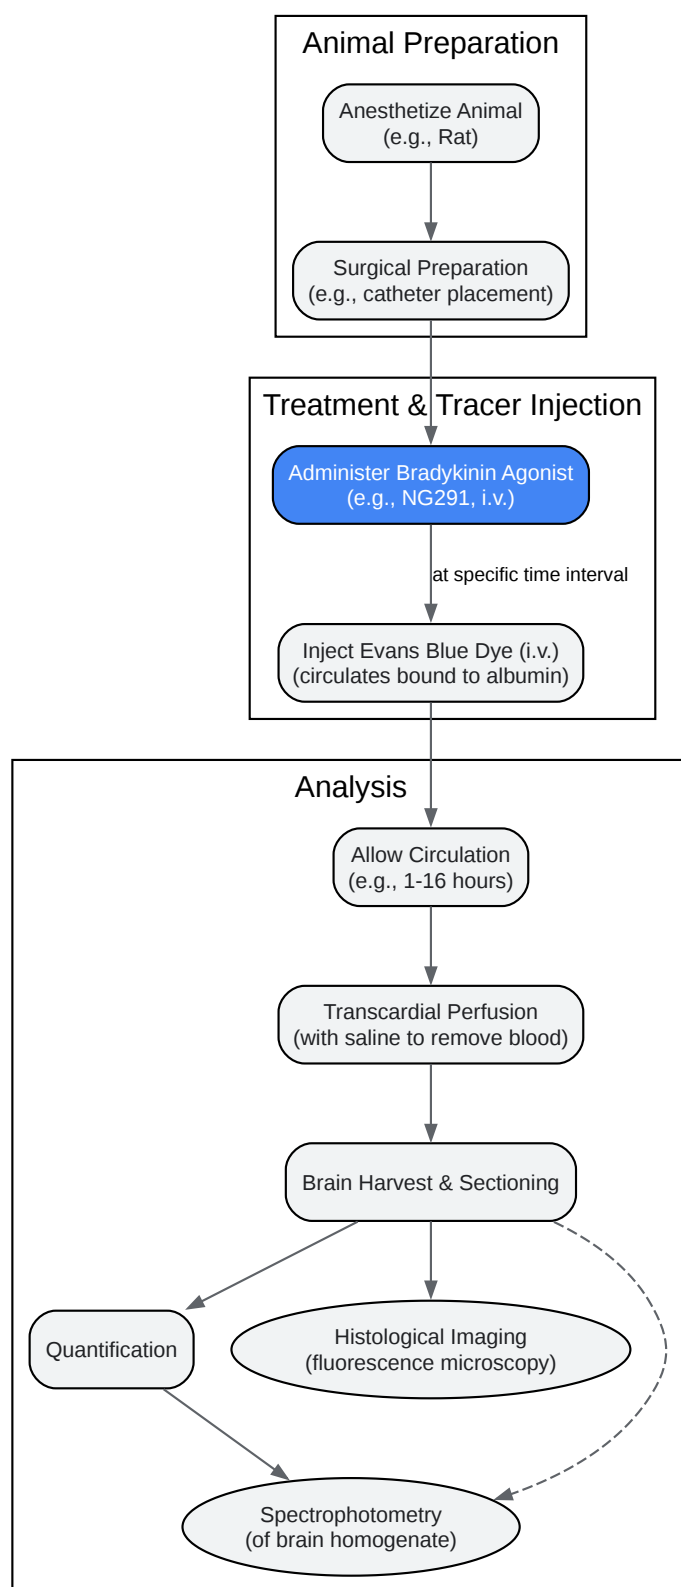 Animal Preparation
Anesthetize Animal
(e.g., Rat)
Surgical Preparation
(e.g., catheter placement)
Treatment & Tracer Injection
Administer Bradykinin Agonist
(e.g., NG291, i.v.)
at specific time interval
Inject Evans Blue Dye (i.v.)
(circulates bound to albumin)
Analysis
Allow Circulation
(e.g., 1-16 hours)
Transcardial Perfusion
(with saline to remove blood)
Brain Harvest & Sectioning
Quantification
Histological Imaging
(fluorescence microscopy)
Spectrophotometry
(of brain homogenate)